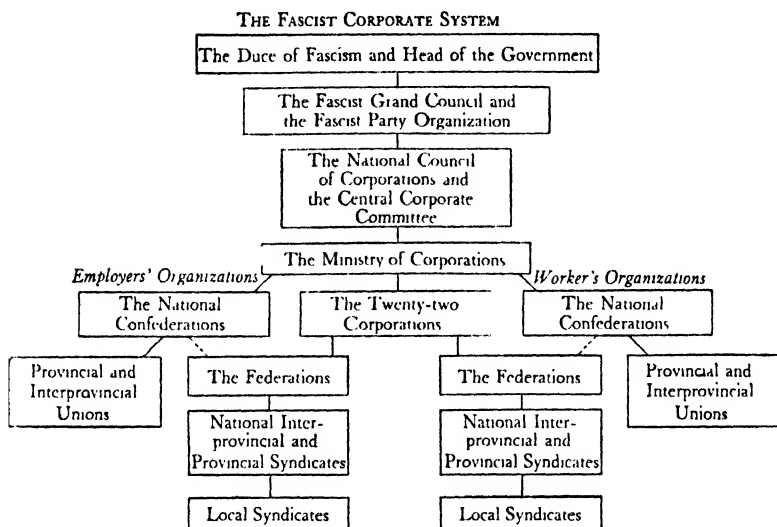 THE FASCIST CORPORATE SYSTEM
The Duce of Fascism and Head of the Government
The Fascist Grand Council and
the Fascist Party Organization
The National Council
of Corporations and
the Central Corporate
Committee
The Ministry of Corporations
Employers' Organizations
Worker's Organizations
The National
Confederations
The Twenty-two
Corporations
The National
Confederations
Provincial and
Interprovincial
Unions
The Federations
The Federations
Provincial and
Interprovincial
Unions
National Inter-
provincial and
Provincial Syndicates
National Inter-
provincial and
Provincial Syndicates
Local Syndicates
Local Syndicates